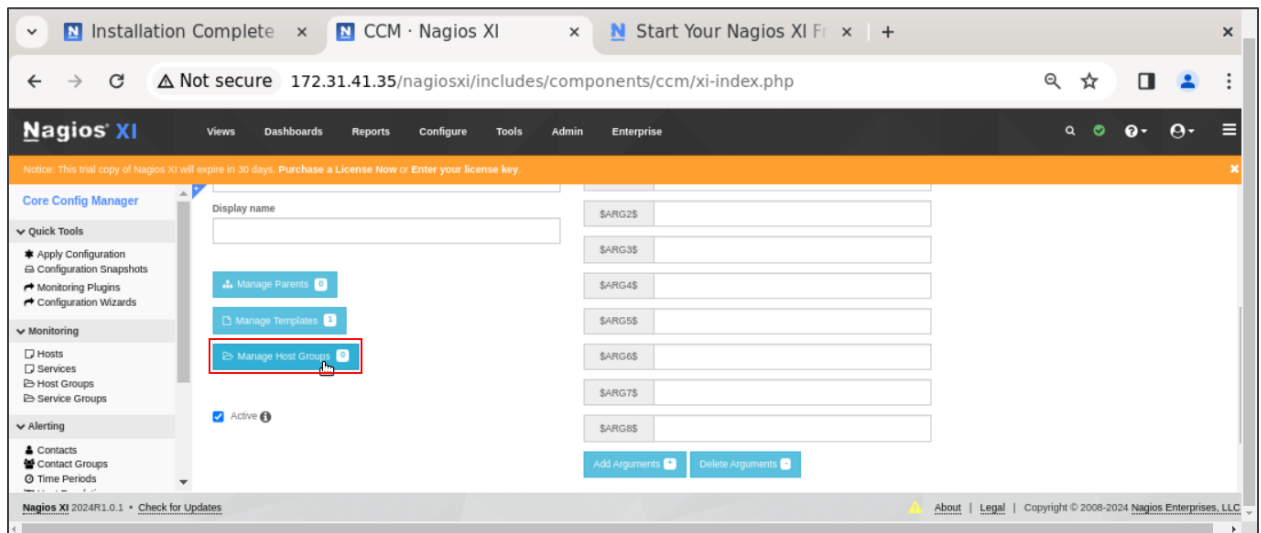 Installation Complete × CCM · Nagios XI × Start Your Nagios XI Fr × +
Not secure 172.31.41.35/nagiosxi/includes/components/ccm/xi-index.php
Nagios XI Views Dashboards Reports Configure Tools Admin Enterprise
Notice: This trial copy of Nagios XI will expire in 30 days. Purchase a License Now or Enter your license key.
Core Config Manager
Quick Tools
Apply Configuration
Configuration Snapshots
Monitoring Plugins
Configuration Wizards
Monitoring
Hosts
Services
Host Groups
Service Groups
Alerting
Contacts
Contact Groups
Time Periods
Display name
Manage Parents 0
Manage Templates 1
Manage Host Groups 0
Active
$ARG2$
$ARG3$
$ARG4$
$ARG5$
$ARG6$
$ARG7$
$ARG8$
Add Arguments + Delete Arguments -
Nagios XI 2024R1.0.1 • Check for Updates
About | Legal | Copyright © 2008-2024 Nagios Enterprises, LLC